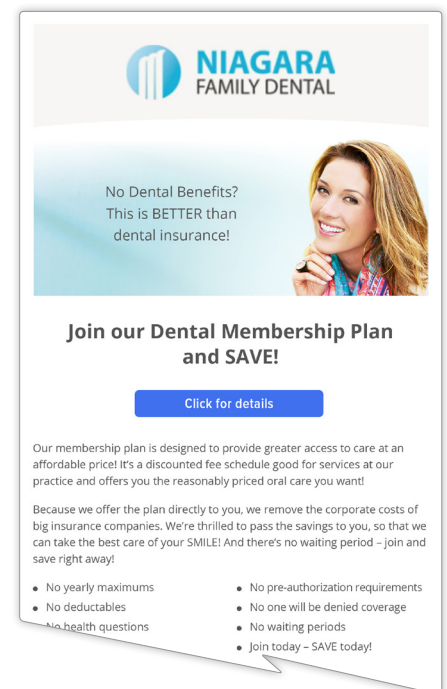 NIAGARA
FAMILY DENTAL
No Dental Benefits?
This is BETTER than
dental insurance!
Join our Dental Membership Plan
and SAVE!
Click for details
Our membership plan is designed to provide greater access to care at an
affordable price! It's a discounted fee schedule good for services at our
practice and offers you the reasonably priced oral care you want!
Because we offer the plan directly to you, we remove the corporate costs of
big insurance companies. We're thrilled to pass the savings to you, so that we
can take the best care of your SMILE! And there's no waiting period – join and
save right away!
• No yearly maximums
• No deductables
No health questions
• No pre-authorization requirements
• No one will be denied coverage
• No waiting periods
• Join today – SAVE today!